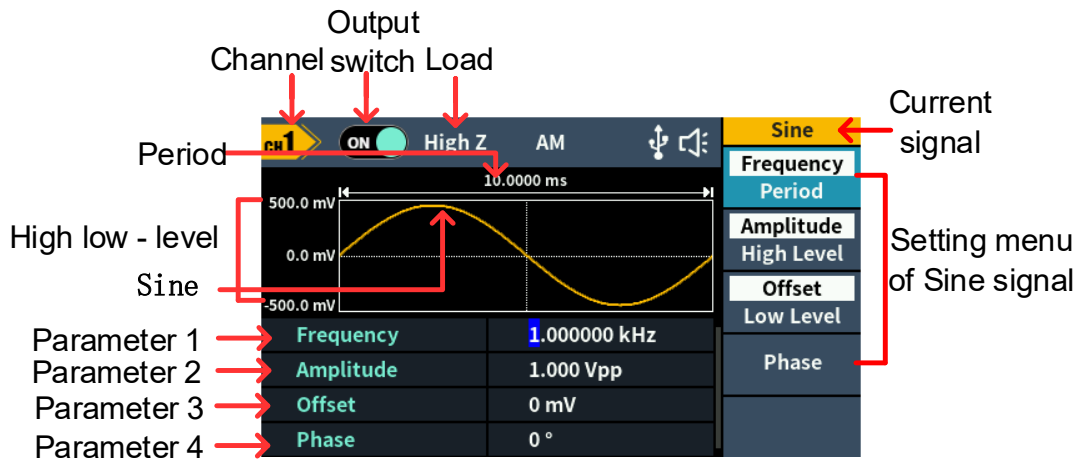 Output
Channel switch Load
Current
signal
CH1 ON High Z AM
Sine
Period
10.0000 ms
Frequency
Period
500.0 mV
High low - level
0.0 mV
Sine
-500.0 mV
Amplitude
High Level
Offset
Low Level
Phase
Setting menu
of Sine signal
Parameter 1 Frequency 1.000000 kHz
Parameter 2 Amplitude 1.000 Vpp
Parameter 3 Offset 0 mV
Parameter 4 Phase 0 °